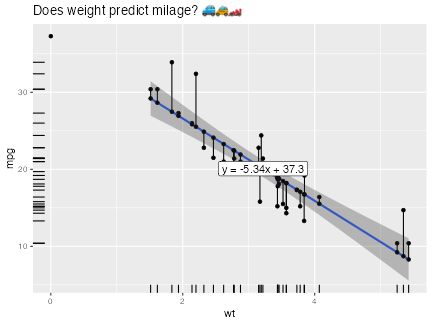 Does weight predict milage? 🚙🚕🏎️
mpg
30
20
10
y = -5.34x + 37.3
0
2
4
wt